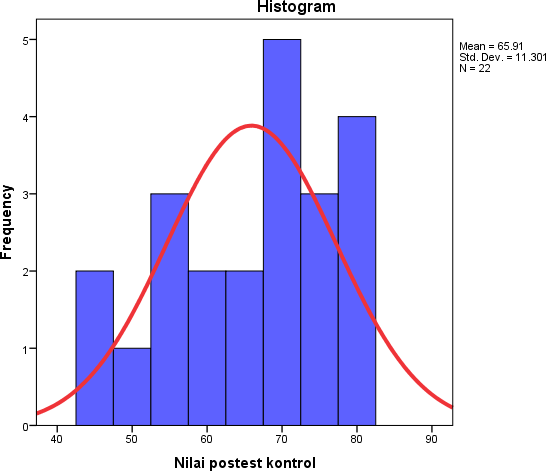 Histogram
Mean = 65.91
Std. Dev. = 11.301
N = 22
Frequency
5
4
3
2
1
0
40 50 60 70 80 90
Nilai postest kontrol